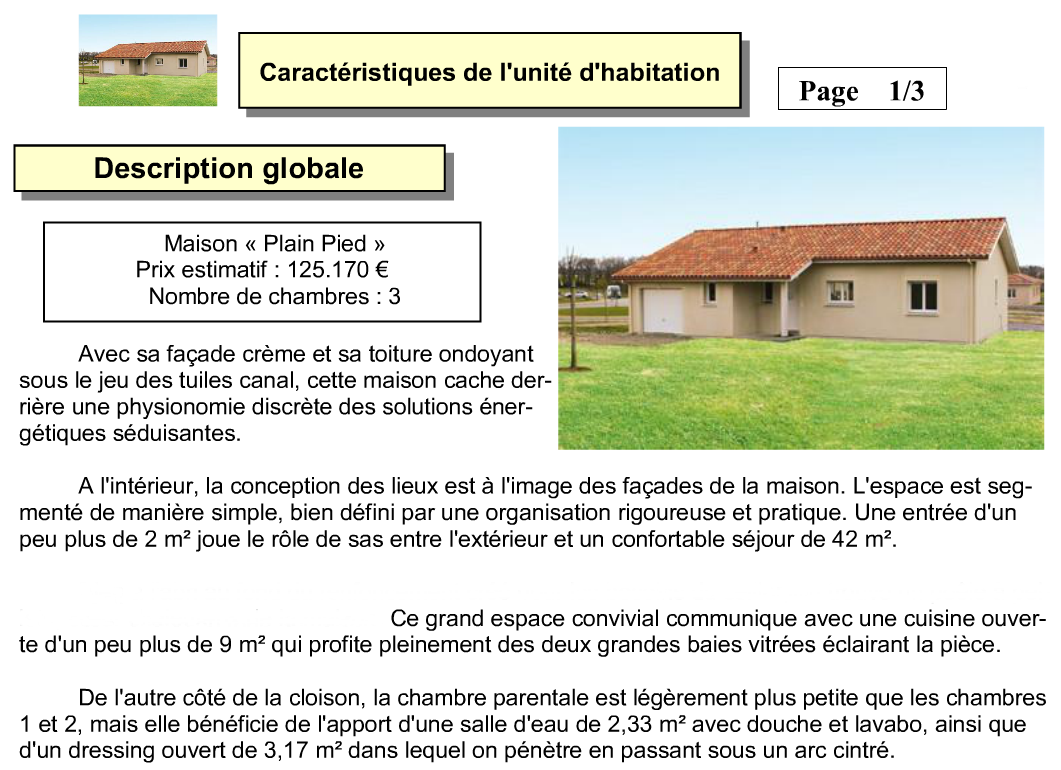 Caractéristiques de l'unité d'habitation
Page 1/3
Description globale
Maison « Plain Pied »
Prix estimatif : 125.170 €
Nombre de chambres : 3
Avec sa façade crème et sa toiture ondoyant
sous le jeu des tuiles canal, cette maison cache der-
rière une physionomie discrète des solutions éner-
gétiques séduisantes.
A l'intérieur, la conception des lieux est à l'image des façades de la maison. L'espace est seg-
menté de manière simple, bien défini par une organisation rigoureuse et pratique. Une entrée d'un
peu plus de 2 m² joue le rôle de sas entre l'extérieur et un confortable séjour de 42 m².
Ce grand espace convivial communique avec une cuisine ouver-
te d'un peu plus de 9 m² qui profite pleinement des deux grandes baies vitrées éclairant la pièce.
De l'autre côté de la cloison, la chambre parentale est légèrement plus petite que les chambres
1 et 2, mais elle bénéficie de l'apport d'une salle d'eau de 2,33 m² avec douche et lavabo, ainsi que
d'un dressing ouvert de 3,17 m² dans lequel on pénètre en passant sous un arc cintré.